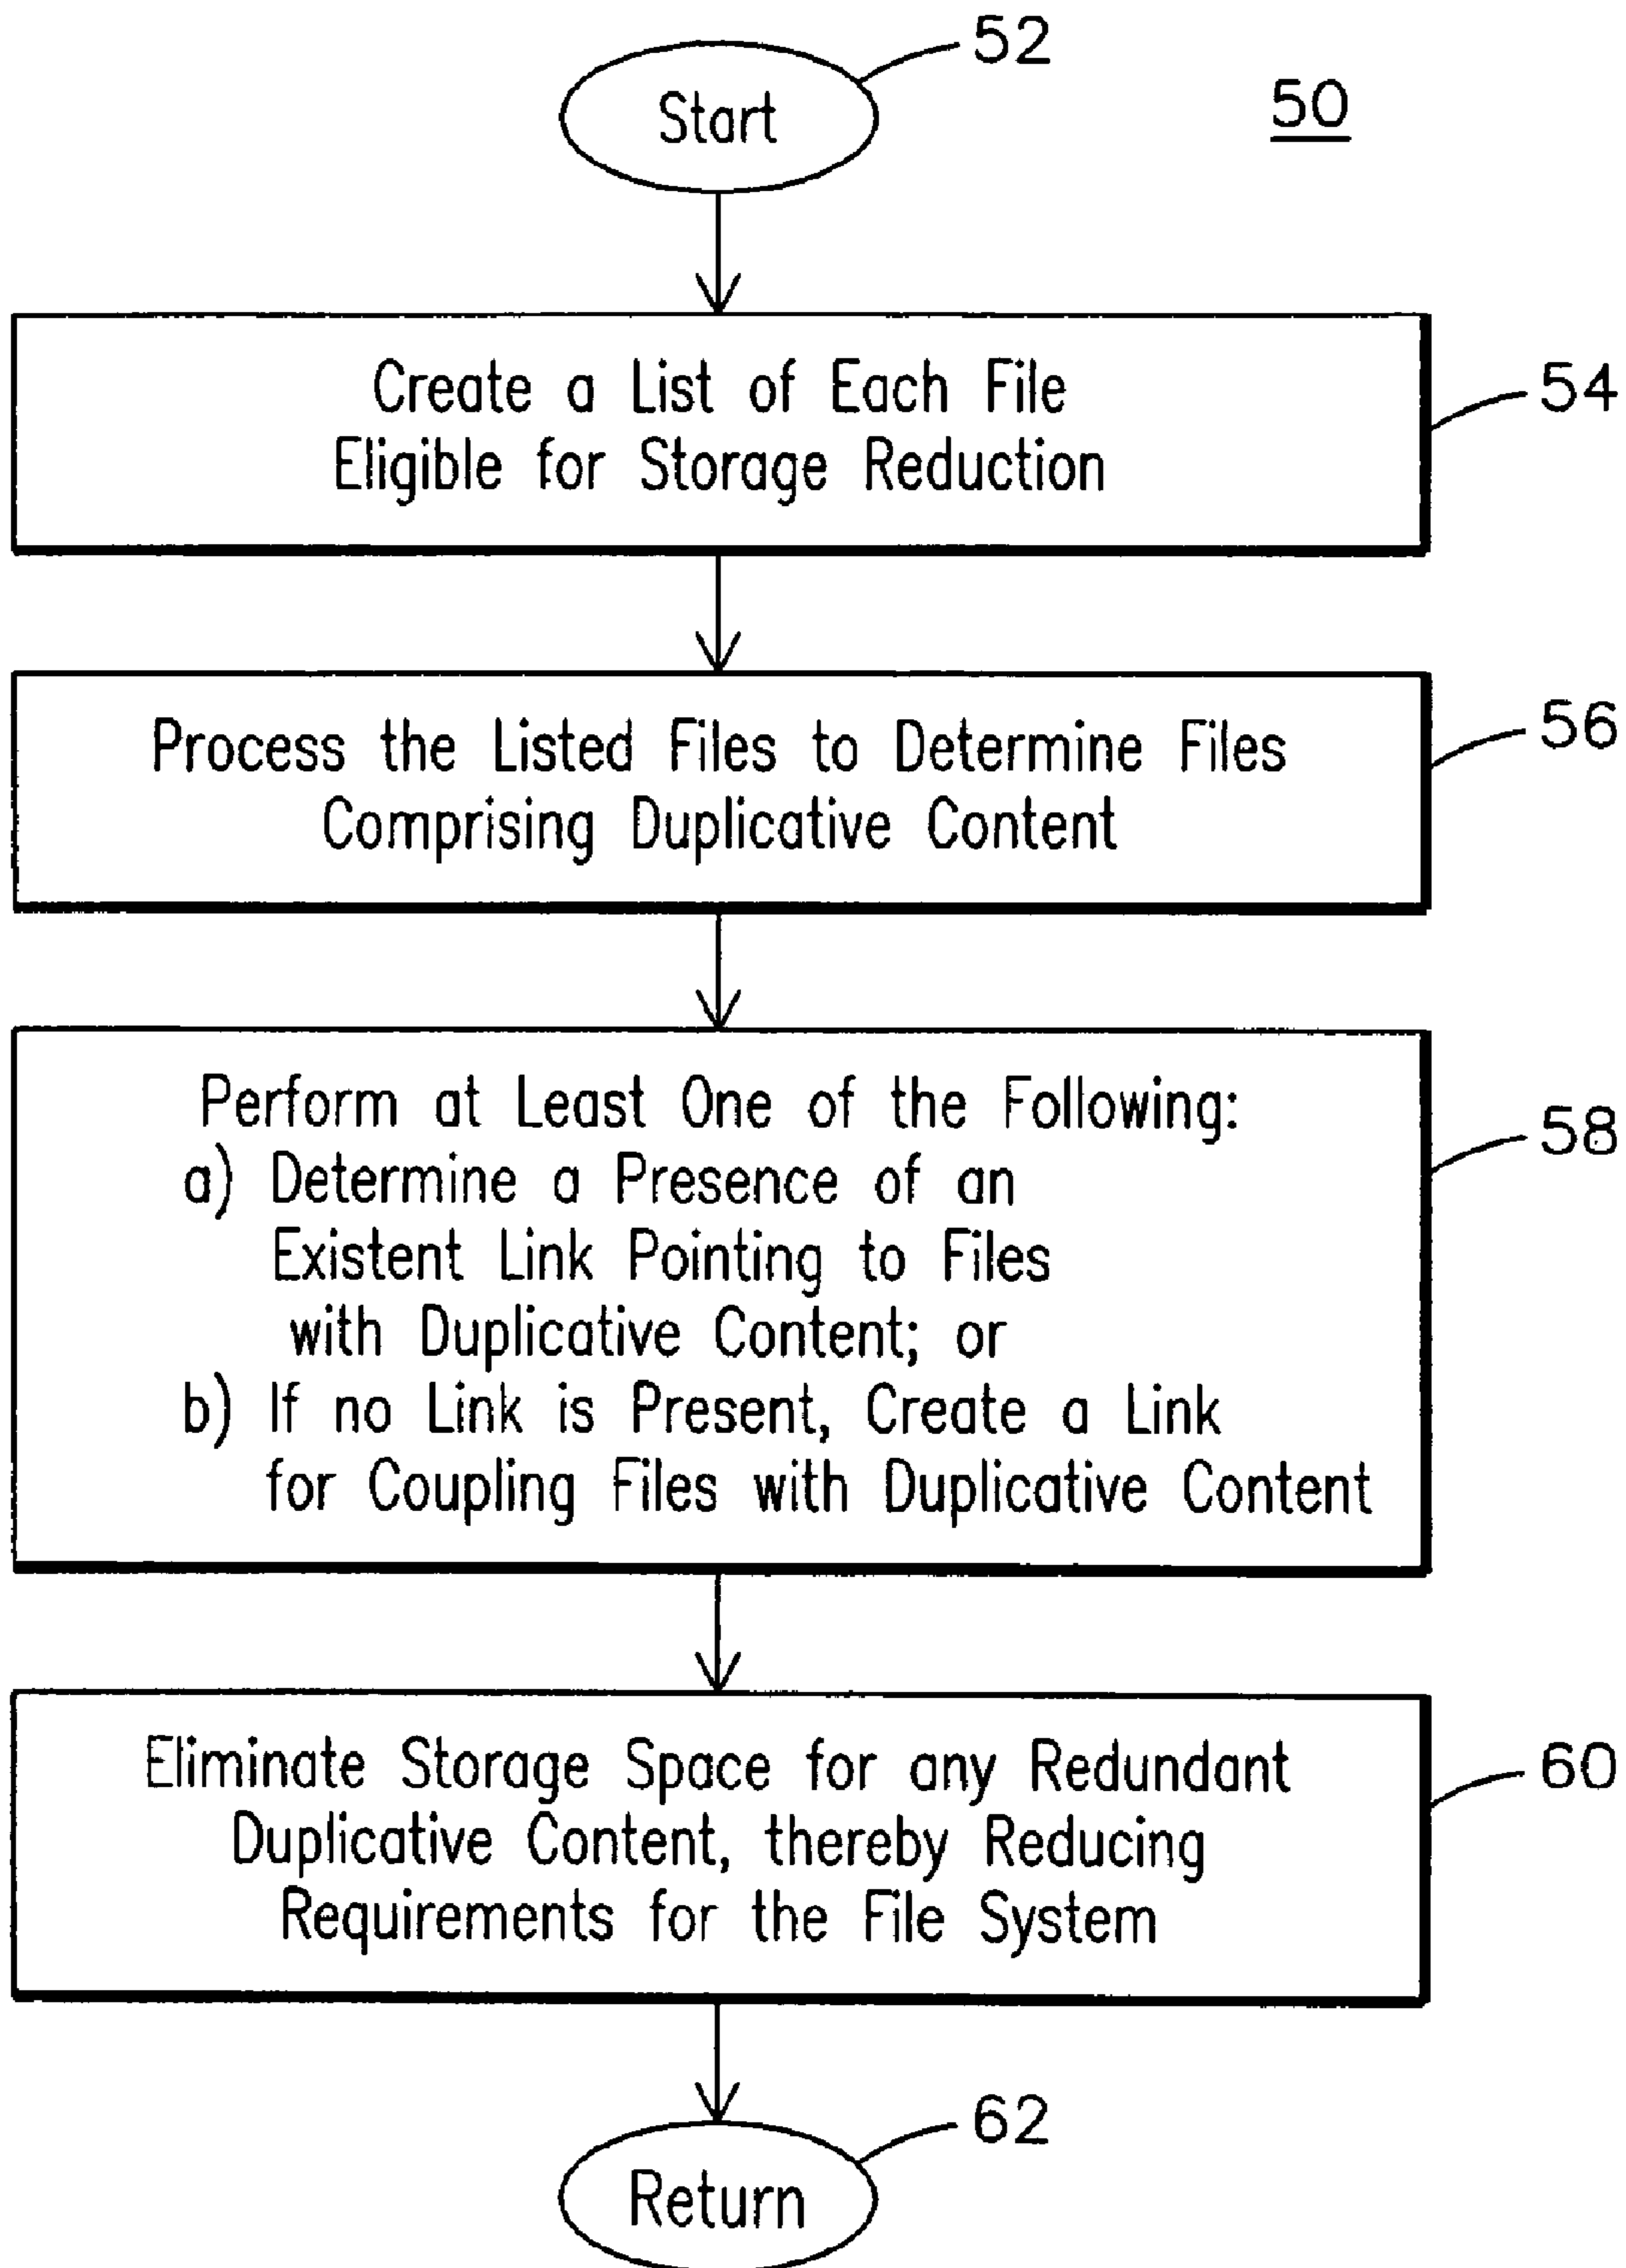 52
Start
50
Create a List of Each File
Eligible for Storage Reduction
54
Process the Listed Files to Determine Files
Comprising Duplicative Content
56
Perform at Least One of the Following:
a) Determine a Presence of an
Existent Link Pointing to Files
with Duplicative Content; or
b) If no Link is Present, Create a Link
for Coupling Files with Duplicative Content
58
Eliminate Storage Space for any Redundant
Duplicative Content, thereby Reducing
Requirements for the File System
60
62
Return